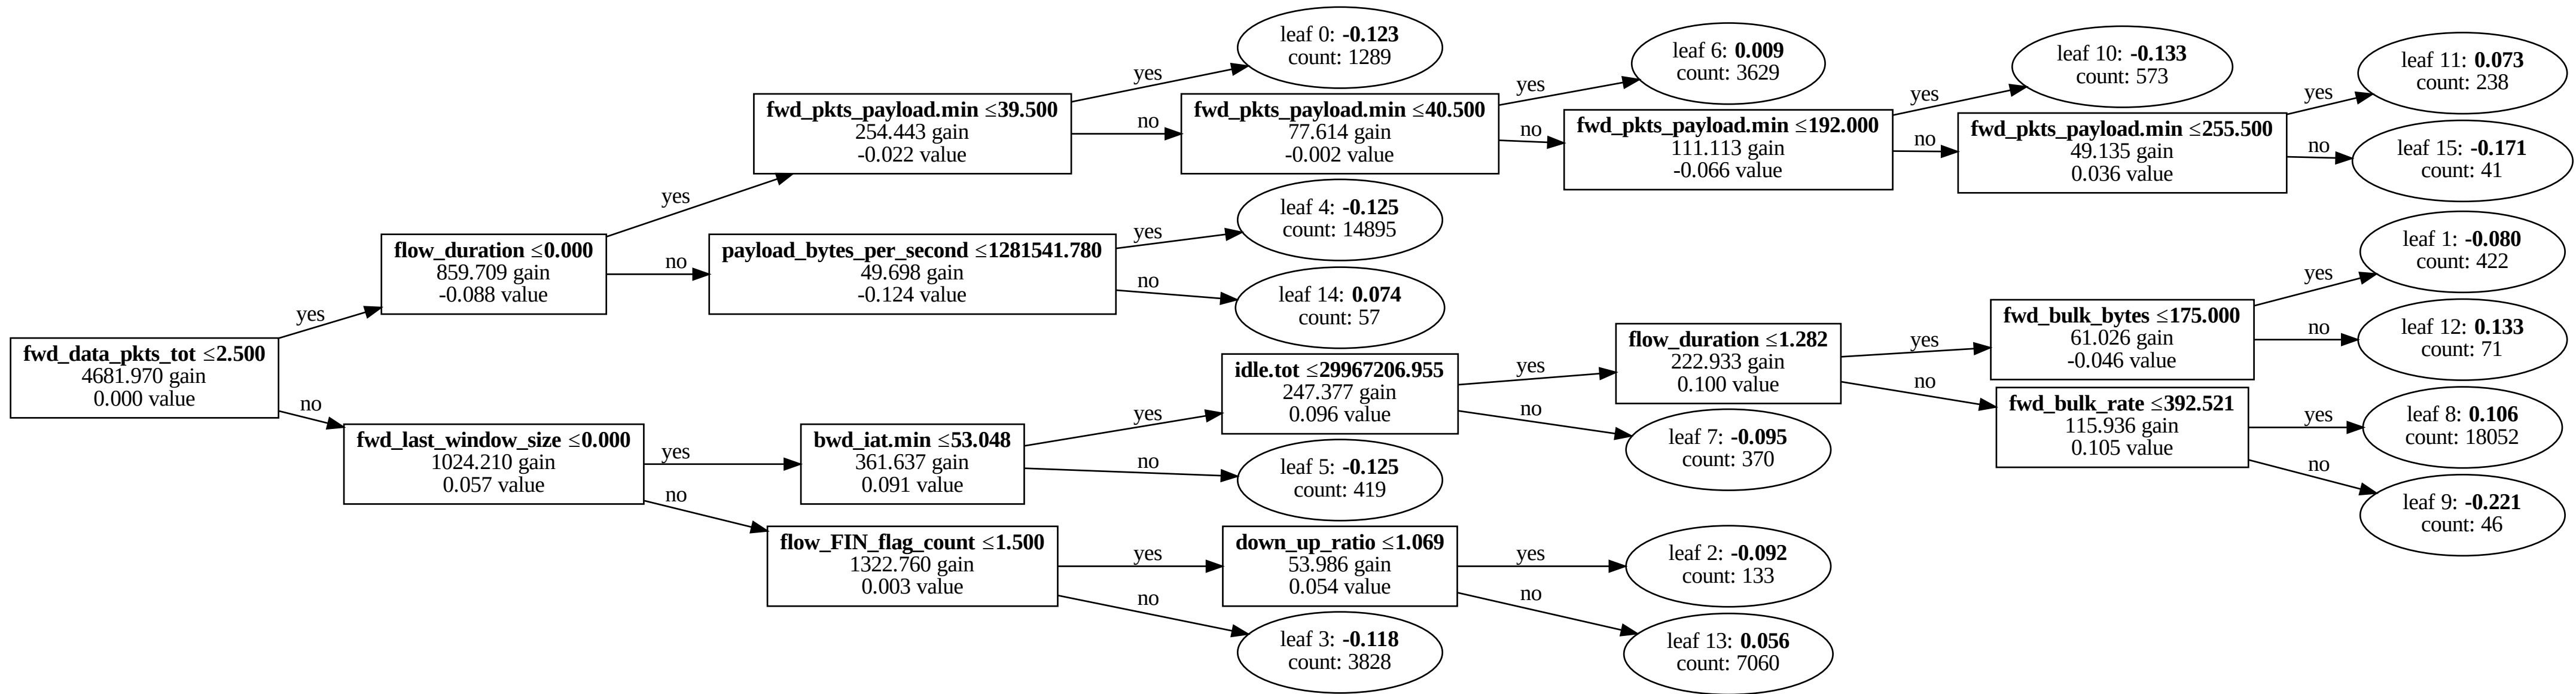 fwd_data_pkts_tot ≤2.500
4681.970 gain
0.000 value
yes
no
flow_duration ≤0.000
859.709 gain
-0.088 value
yes
no
fwd_last_window_size ≤0.000
1024.210 gain
0.057 value
yes
no
fwd_pkts_payload.min ≤39.500
254.443 gain
-0.022 value
yes
no
payload_bytes_per_second ≤1281541.780
49.698 gain
-0.124 value
yes
no
bwd_iat.min ≤53.048
361.637 gain
0.091 value
yes
no
flow_FIN_flag_count ≤1.500
1322.760 gain
0.003 value
yes
no
leaf 0: -0.123
count: 1289
fwd_pkts_payload.min ≤40.500
77.614 gain
-0.002 value
yes
no
leaf 4: -0.125
count: 14895
leaf 14: 0.074
count: 57
idle.tot ≤29967206.955
247.377 gain
0.096 value
yes
no
leaf 5: -0.125
count: 419
down_up_ratio ≤1.069
53.986 gain
0.054 value
yes
no
leaf 3: -0.118
count: 3828
leaf 6: 0.009
count: 3629
fwd_pkts_payload.min ≤192.000
111.113 gain
-0.066 value
yes
no
flow_duration ≤1.282
222.933 gain
0.100 value
yes
no
leaf 7: -0.095
count: 370
leaf 2: -0.092
count: 133
leaf 13: 0.056
count: 7060
leaf 10: -0.133
count: 573
fwd_pkts_payload.min ≤255.500
49.135 gain
0.036 value
yes
no
fwd_bulk_bytes ≤175.000
61.026 gain
-0.046 value
yes
no
fwd_bulk_rate ≤392.521
115.936 gain
0.105 value
yes
no
leaf 11: 0.073
count: 238
leaf 15: -0.171
count: 41
leaf 1: -0.080
count: 422
leaf 12: 0.133
count: 71
leaf 8: 0.106
count: 18052
leaf 9: -0.221
count: 46